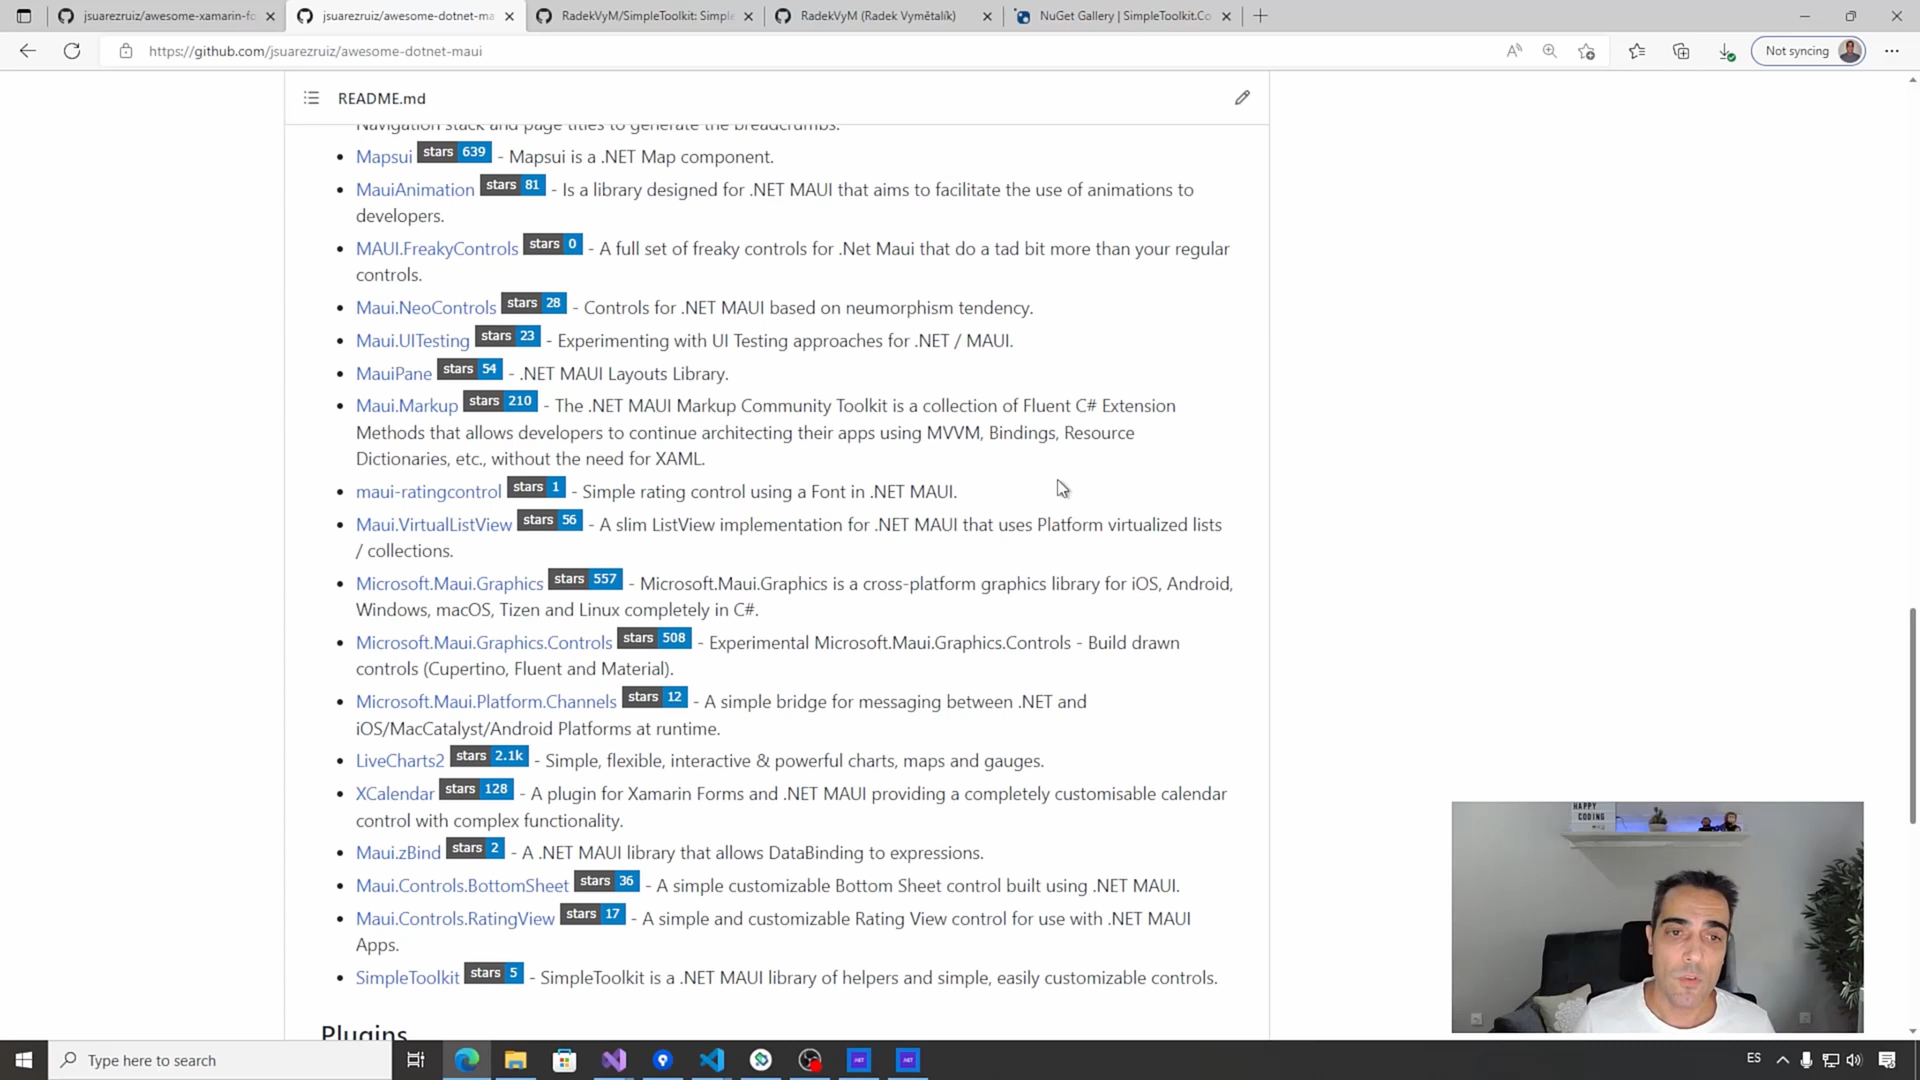 jsuarezruiz/awesome-xamarin-fo
jsuarezruiz/awesome-dotnet-ma
RadekVyM/SimpleToolkit: Simple
RadekVyM (Radek Vymětalík)
NuGet Gallery | SimpleToolkit.Co
https://github.com/jsuarezruiz/awesome-dotnet-maui
Not syncing
README.md
Navigation stack and page titles to generate the breadcrumbs.
Mapsui stars 639 - Mapsui is a .NET Map component.
MauiAnimation stars 81 - Is a library designed for .NET MAUI that aims to facilitate the use of animations to
developers.
MAUI.FreakyControls stars 0 - A full set of freaky controls for .Net Maui that do a tad bit more than your regular
controls.
Maui.NeoControls stars 28 - Controls for .NET MAUI based on neumorphism tendency.
Maui.UITesting stars 23 - Experimenting with UI Testing approaches for .NET / MAUI.
MauiPane stars 54 - .NET MAUI Layouts Library.
Maui.Markup stars 210 - The .NET MAUI Markup Community Toolkit is a collection of Fluent C# Extension
Methods that allows developers to continue architecting their apps using MVVM, Bindings, Resource
Dictionaries, etc., without the need for XAML.
maui-ratingcontrol stars 1 - Simple rating control using a Font in .NET MAUI.
Maui.VirtualListView stars 56 - A slim ListView implementation for .NET MAUI that uses Platform virtualized lists
/ collections.
Microsoft.Maui.Graphics stars 557 - Microsoft.Maui.Graphics is a cross-platform graphics library for iOS, Android,
Windows, macOS, Tizen and Linux completely in C#.
Microsoft.Maui.Graphics.Controls stars 508 - Experimental Microsoft.Maui.Graphics.Controls - Build drawn
controls (Cupertino, Fluent and Material).
Microsoft.Maui.Platform.Channels stars 12 - A simple bridge for messaging between .NET and
iOS/MacCatalyst/Android Platforms at runtime.
LiveCharts2 stars 2.1k - Simple, flexible, interactive & powerful charts, maps and gauges.
XCalendar stars 128 - A plugin for Xamarin Forms and .NET MAUI providing a completely customisable calendar
control with complex functionality.
Maui.zBind stars 2 - A .NET MAUI library that allows DataBinding to expressions.
Maui.Controls.BottomSheet stars 36 - A simple customizable Bottom Sheet control built using .NET MAUI.
Maui.Controls.RatingView stars 17 - A simple and customizable Rating View control for use with .NET MAUI
Apps.
SimpleToolkit stars 5 - SimpleToolkit is a .NET MAUI library of helpers and simple, easily customizable controls.
Plugins
HAPPY
CODING
Type here to search
ES